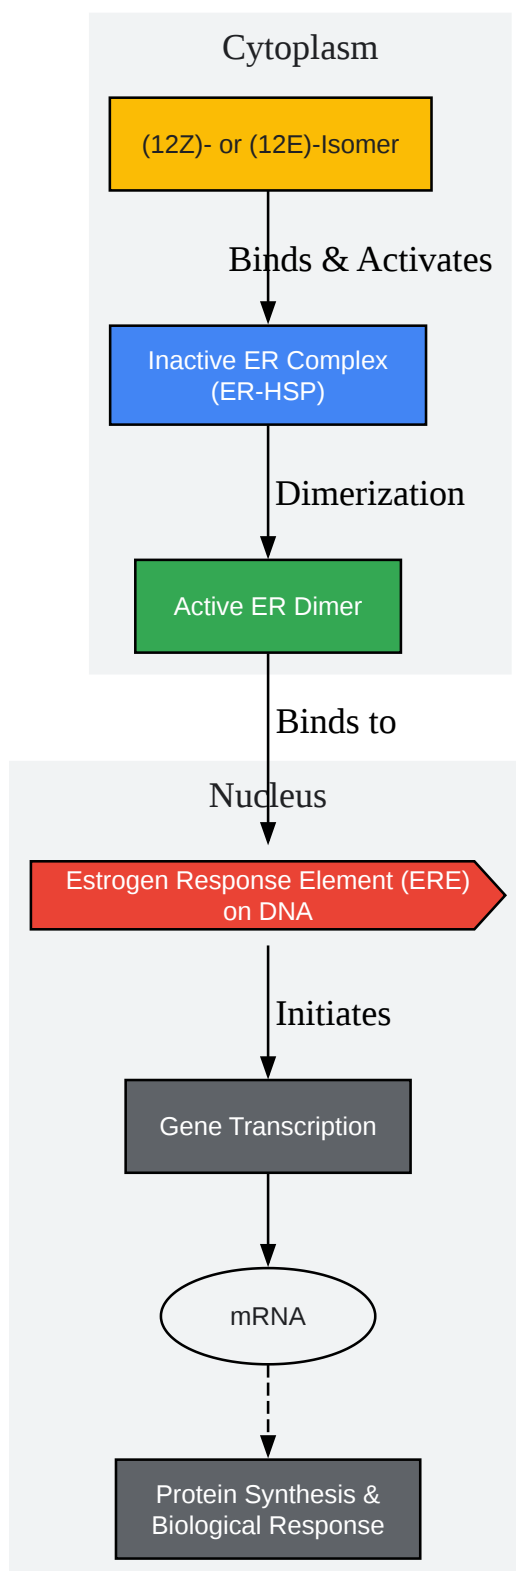 Cytoplasm
(12Z)- or (12E)-Isomer
Binds & Activates
Inactive ER Complex
(ER-HSP)
Dimerization
Active ER Dimer
Binds to
Nucleus
Estrogen Response Element (ERE)
on DNA
Initiates
Gene Transcription
mRNA
Protein Synthesis &
Biological Response